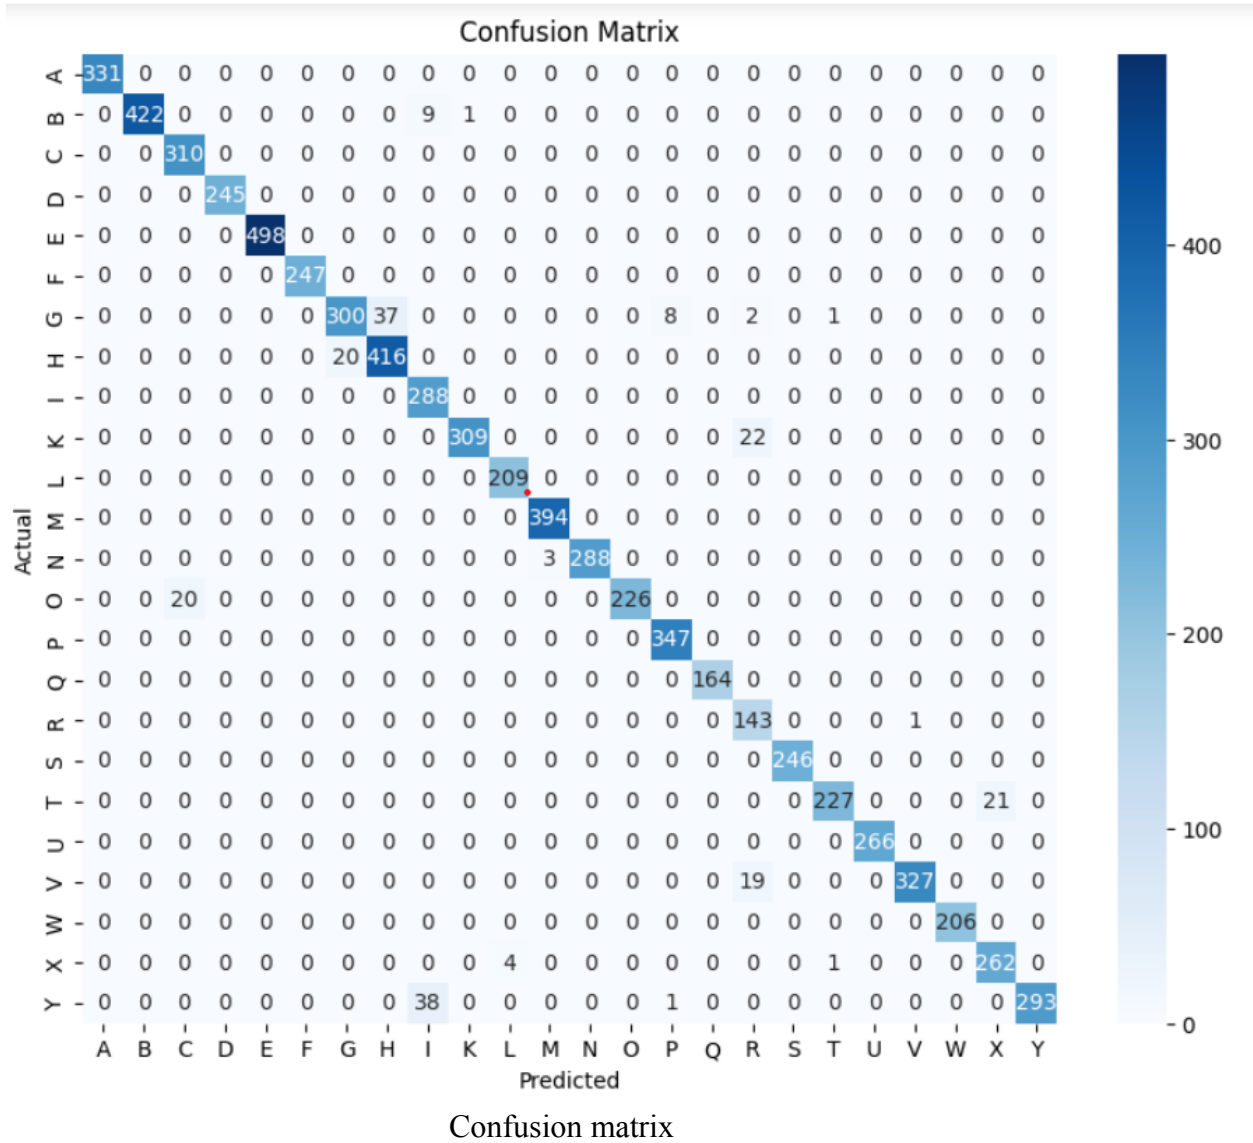 Confusion Matrix
A 331 0 0 0 0 0 0 0 0 0 0 0 0 0 0 0 0 0 0 0 0 0 0 0
B 0 422 0 0 0 0 0 0 9 1 0 0 0 0 0 0 0 0 0 0 0 0 0 0
C 0 0 310 0 0 0 0 0 0 0 0 0 0 0 0 0 0 0 0 0 0 0 0 0
D 0 0 0 245 0 0 0 0 0 0 0 0 0 0 0 0 0 0 0 0 0 0 0 0
E 0 0 0 0 498 0 0 0 0 0 0 0 0 0 0 0 0 0 0 0 0 0 0 0 400
F 0 0 0 0 0 247 0 0 0 0 0 0 0 0 0 0 0 0 0 0 0 0 0 0
G 0 0 0 0 0 0 300 37 0 0 0 0 0 0 8 0 2 0 1 0 0 0 0 0
H 0 0 0 0 0 0 20 416 0 0 0 0 0 0 0 0 0 0 0 0 0 0 0 0
I 0 0 0 0 0 0 0 0 288 0 0 0 0 0 0 0 0 0 0 0 0 0 0 0
K 0 0 0 0 0 0 0 0 0 309 0 0 0 0 0 0 22 0 0 0 0 0 0 0 300
L 0 0 0 0 0 0 0 0 0 0 209 0 0 0 0 0 0 0 0 0 0 0 0 0
M 0 0 0 0 0 0 0 0 0 0 0 394 0 0 0 0 0 0 0 0 0 0 0 0
Actual
N 0 0 0 0 0 0 0 0 0 0 0 3 288 0 0 0 0 0 0 0 0 0 0 0
O 0 0 20 0 0 0 0 0 0 0 0 0 0 226 0 0 0 0 0 0 0 0 0 0
P 0 0 0 0 0 0 0 0 0 0 0 0 0 0 347 0 0 0 0 0 0 0 0 0 200
Q 0 0 0 0 0 0 0 0 0 0 0 0 0 0 0 164 0 0 0 0 0 0 0 0
R 0 0 0 0 0 0 0 0 0 0 0 0 0 0 0 0 143 0 0 0 1 0 0 0
S 0 0 0 0 0 0 0 0 0 0 0 0 0 0 0 0 0 246 0 0 0 0 0 0
T 0 0 0 0 0 0 0 0 0 0 0 0 0 0 0 0 0 0 227 0 0 0 21 0
U 0 0 0 0 0 0 0 0 0 0 0 0 0 0 0 0 0 0 0 266 0 0 0 0 100
V 0 0 0 0 0 0 0 0 0 0 0 0 0 0 0 0 19 0 0 0 327 0 0 0
W 0 0 0 0 0 0 0 0 0 0 0 0 0 0 0 0 0 0 0 0 0 206 0 0
X 0 0 0 0 0 0 0 0 0 0 4 0 0 0 0 0 0 0 1 0 0 0 262 0
Y 0 0 0 0 0 0 0 0 38 0 0 0 0 0 1 0 0 0 0 0 0 0 0 293 0
A B C D E F G H I K L M N O P Q R S T U V W X Y
Predicted
Confusion matrix